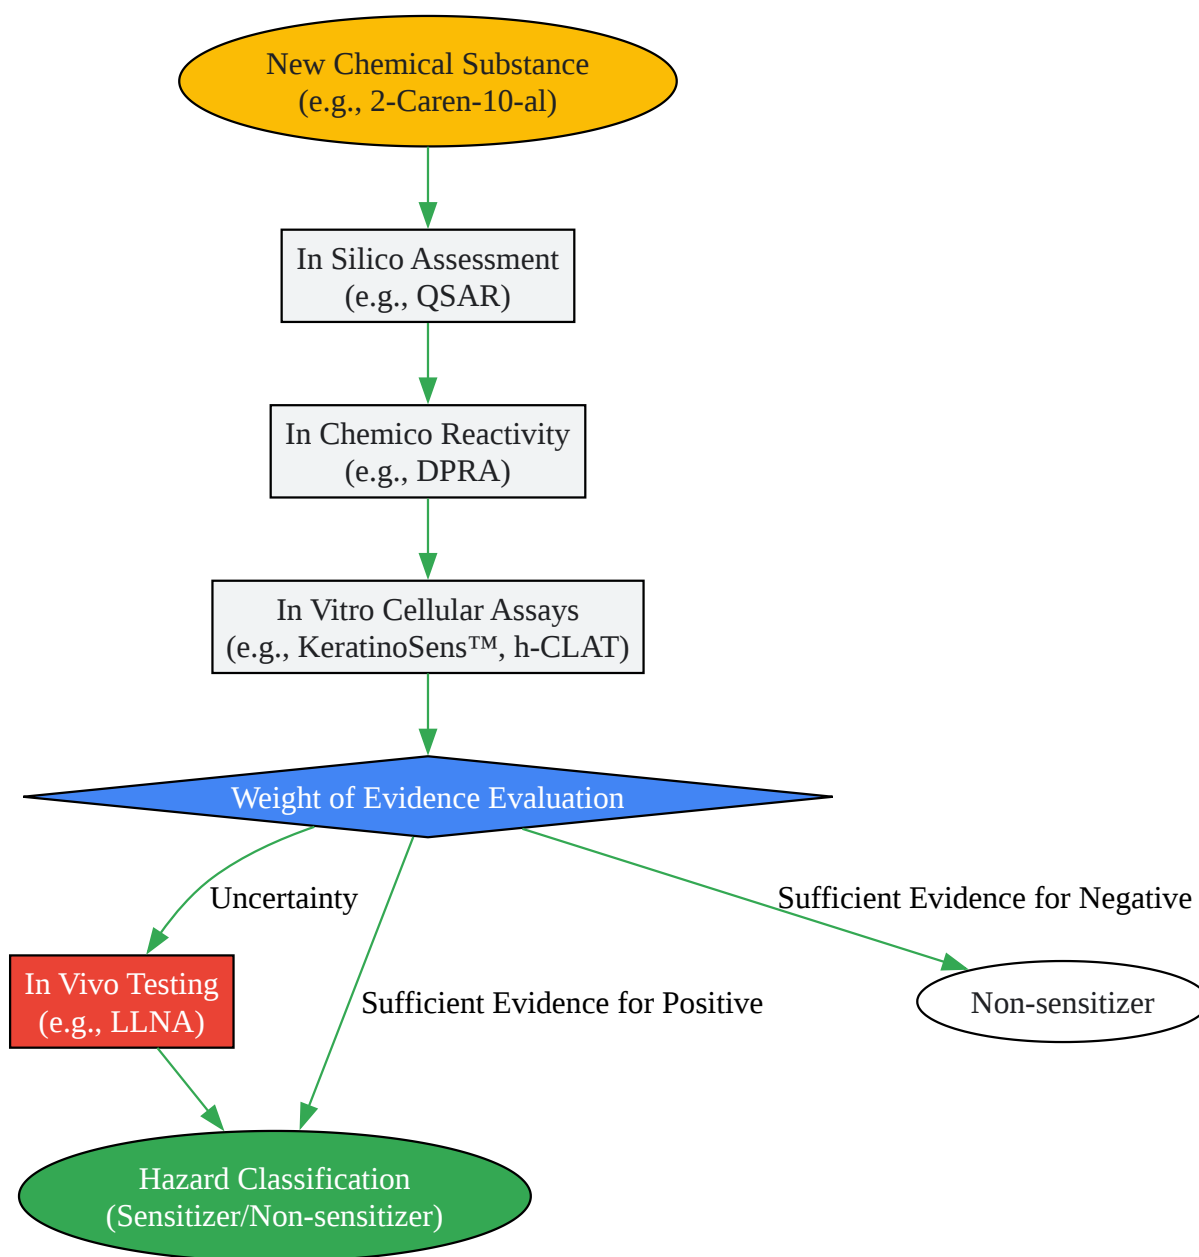 New Chemical Substance
(e.g., 2-Caren-10-al)
In Silico Assessment
(e.g., QSAR)
In Chemico Reactivity
(e.g., DPRA)
In Vitro Cellular Assays
(e.g., KeratinoSens™, h-CLAT)
Weight of Evidence Evaluation
Uncertainty
Sufficient Evidence for Negative
In Vivo Testing
(e.g., LLNA)
Sufficient Evidence for Positive
Non-sensitizer
Hazard Classification
(Sensitizer/Non-sensitizer)